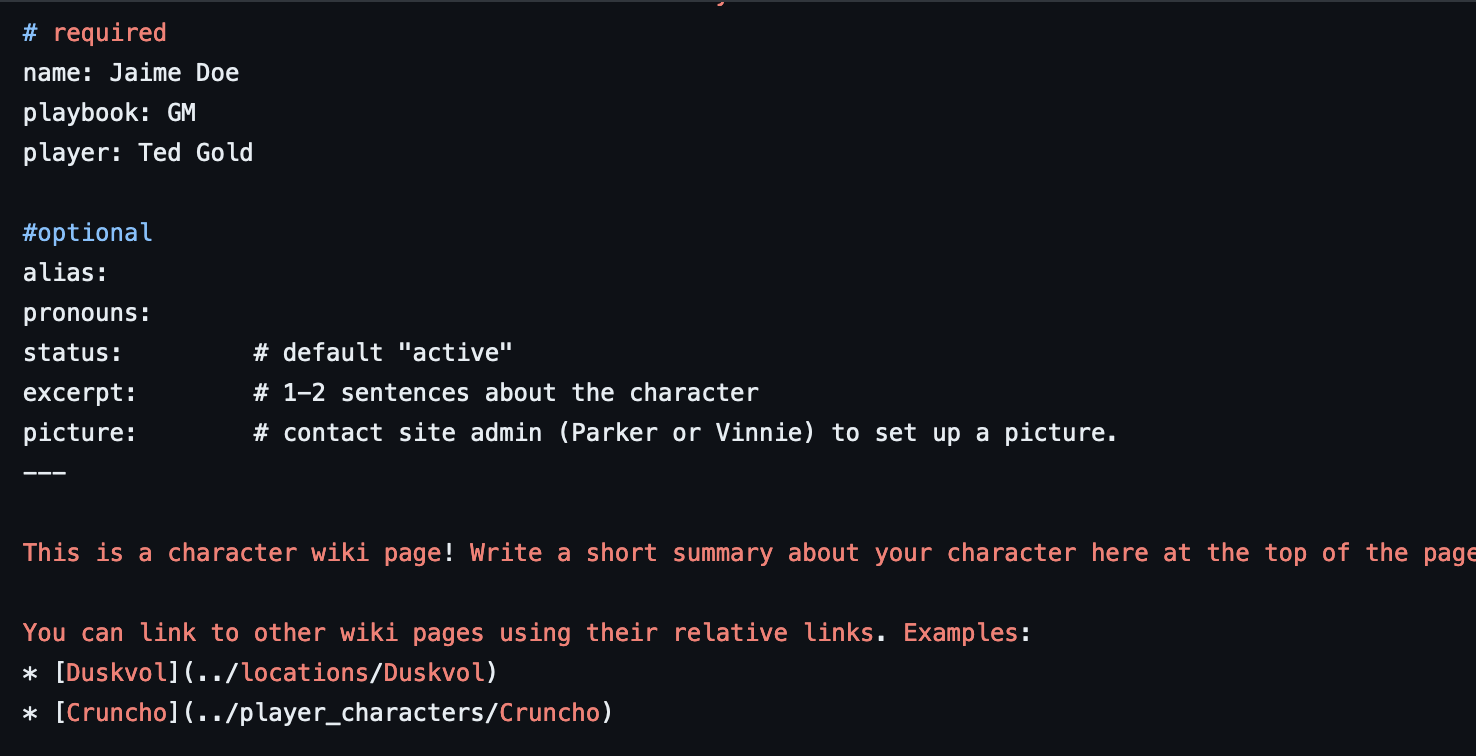 # required
name: Jaime Doe
playbook: GM
player: Ted Gold
#optional
alias:
pronouns:
status:         # default "active"
excerpt:        # 1-2 sentences about the character
picture:        # contact site admin (Parker or Vinnie) to set up a picture.
---
This is a character wiki page! Write a short summary about your character here at the top of the page
You can link to other wiki pages using their relative links. Examples:
* [Duskvol](../locations/Duskvol)
* [Cruncho](../player_characters/Cruncho)